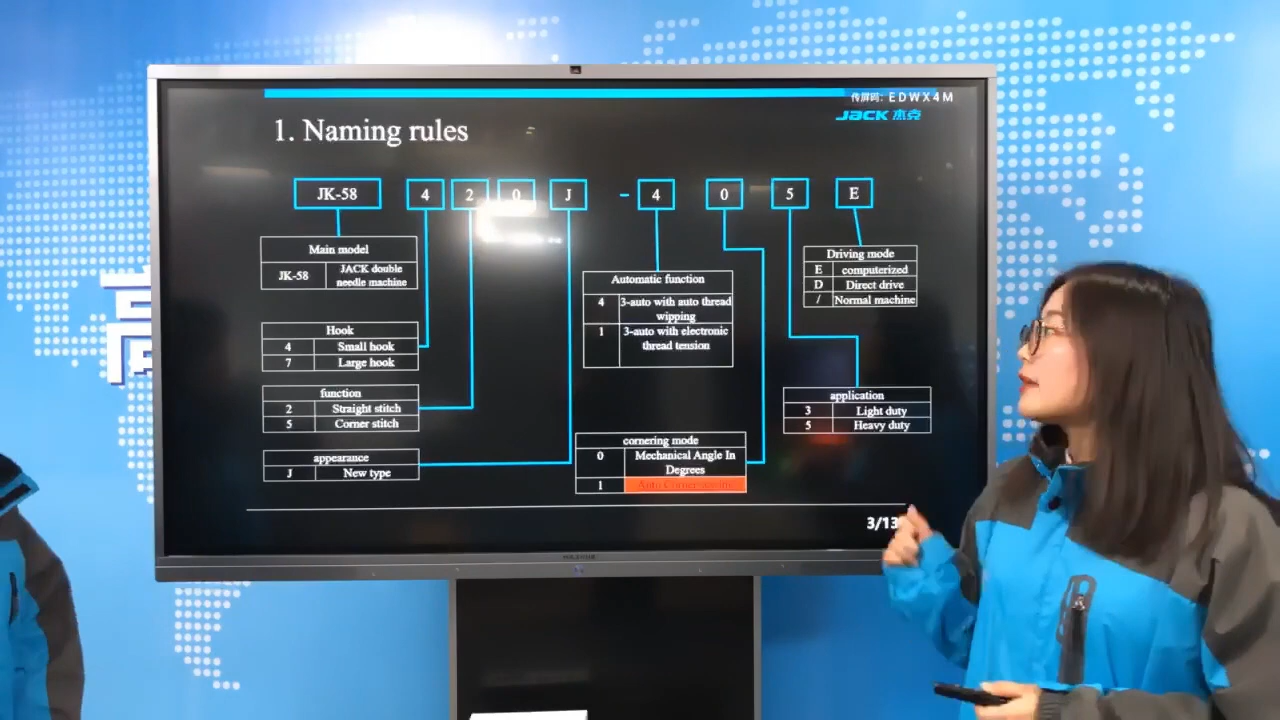 传屏码: EDWX4M
JACK 杰克
1. Naming rules
JK-58 4 2 0 J - 4 0 5 E
Main model
JK-58 JACK double
needle machine
Hook
4 Small hook
7 Large hook
function
2 Straight stitch
5 Corner stitch
appearance
J New type
Automatic function
4 3-auto with auto thread
wipping
1 3-auto with electronic
thread tension
cornering mode
0 Mechanical Angle In
Degrees
1 Auto Corner
Driving mode
E computerized
D Direct drive
/ Normal machine
application
3 Light duty
5 Heavy duty
3/13
高